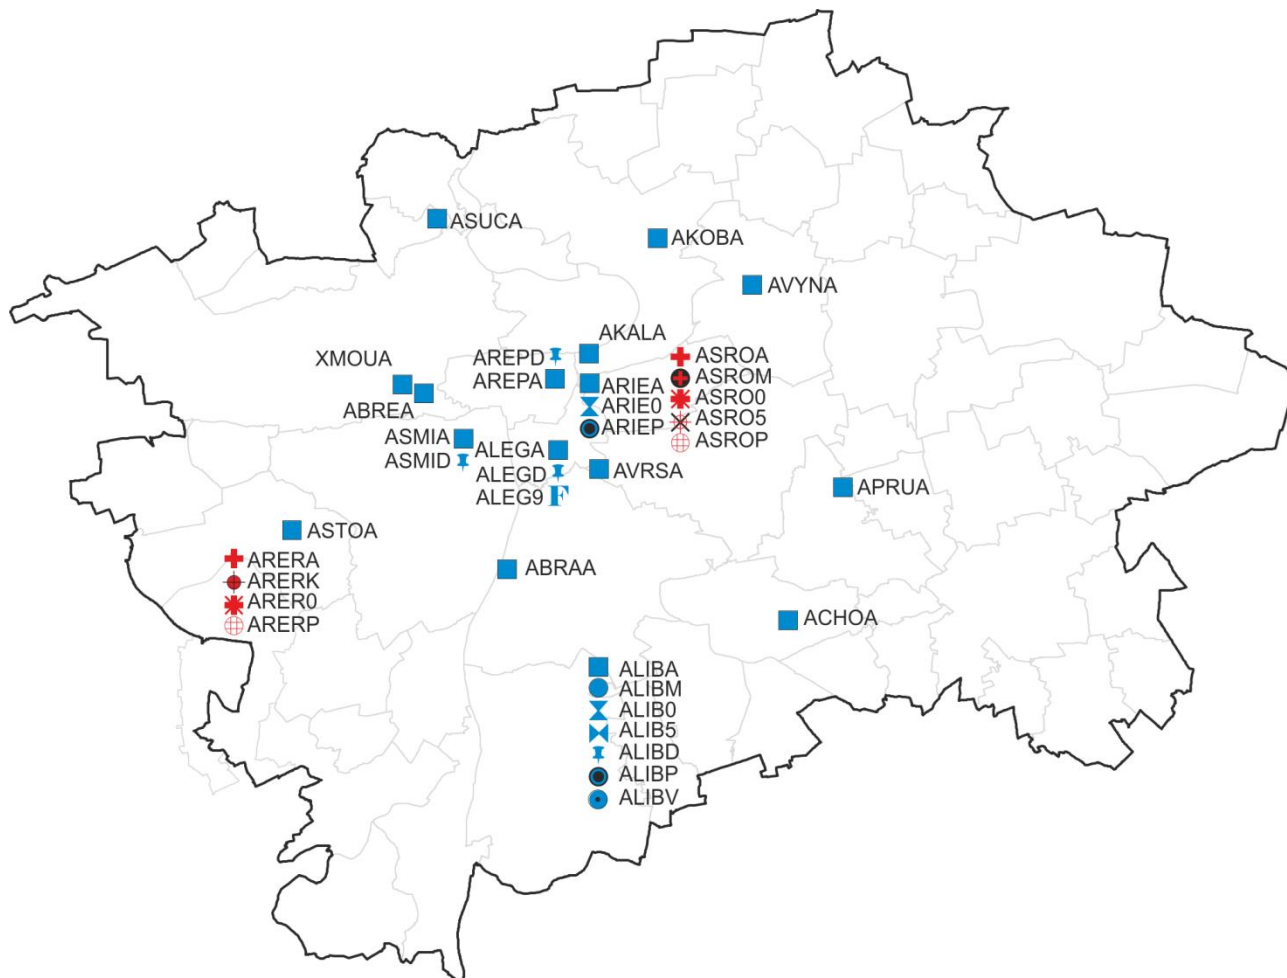 ASUCA
AKOBA
AVYNA
AKALA
XMOUA
AREPD
AREPA
ABREA
ARIEA
ARIE0
ARIEP
ASROA
ASROM
ASRO0
ASRO5
ASROP
ASMIA
ASMID
ALEGA
ALEGD
ALEG9
AVRSA
APRUA
ASTOA
ARERA
ARERK
ARER0
ARERP
ABRAA
ACHOA
ALIBA
ALIBM
ALIB0
ALIB5
ALIBD
ALIBP
ALIBV